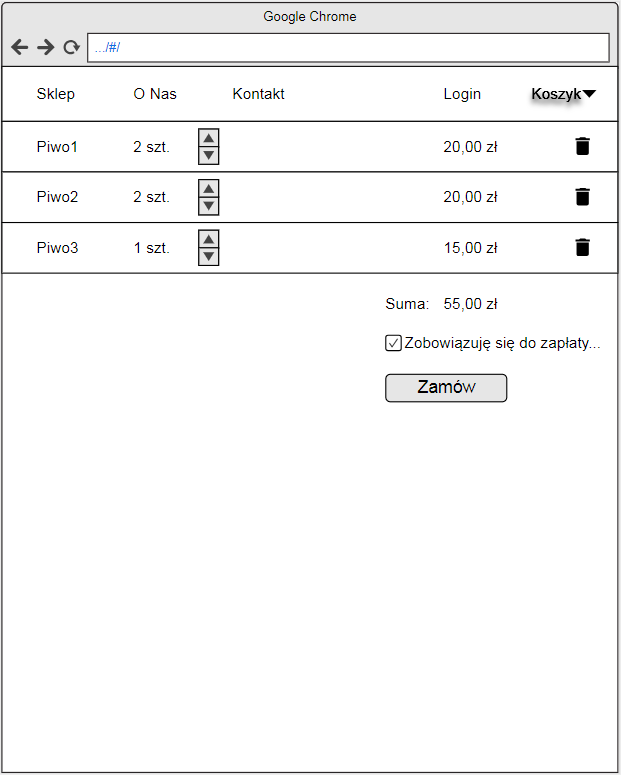 Google Chrome
.../#/
Sklep O Nas Kontakt Login Koszyk
Piwo1 2 szt. 20,00 zł
Piwo2 2 szt. 20,00 zł
Piwo3 1 szt. 15,00 zł
Suma: 55,00 zł
Zobowiązuję się do zapłaty...
Zamów